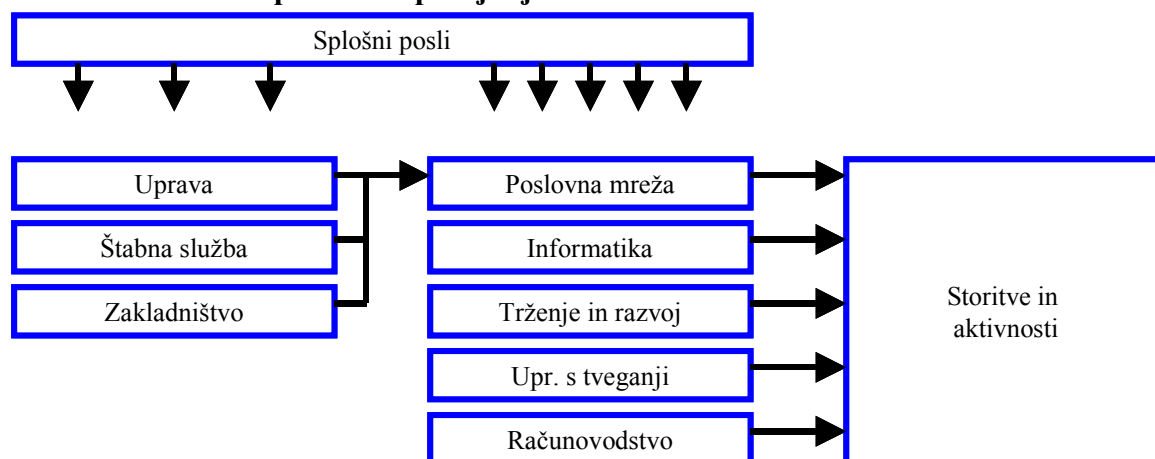 Splošni posli
Uprava
Poslovna mreža
Štabna služba
Informatika
Zakladništvo
Trženje in razvoj
Storitve in
aktivnosti
Upr. s tveganji
Računovodstvo